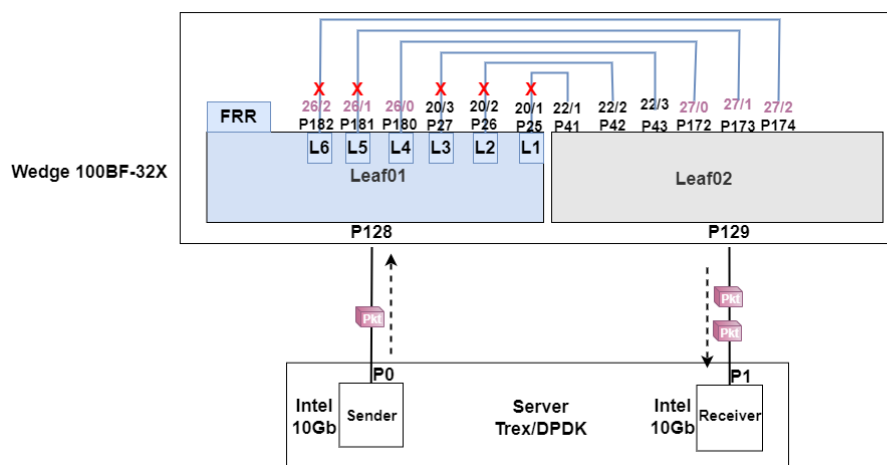 X X X X X
26/2 26/1 26/0 20/3 20/2 20/1 22/1 22/2 22/3 27/0 27/1 27/2
FRR P182 P181 P180 P27 P26 P25 P41 P42 P43 P172 P173 P174
L6 L5 L4 L3 L2 L1
Wedge 100BF-32X Leaf01 Leaf02
P128 P129
Pkt
Pkt Pkt
P0 P1
Intel 10Gb
Sender
Server
Trex/DPDK
Intel 10Gb
Receiver